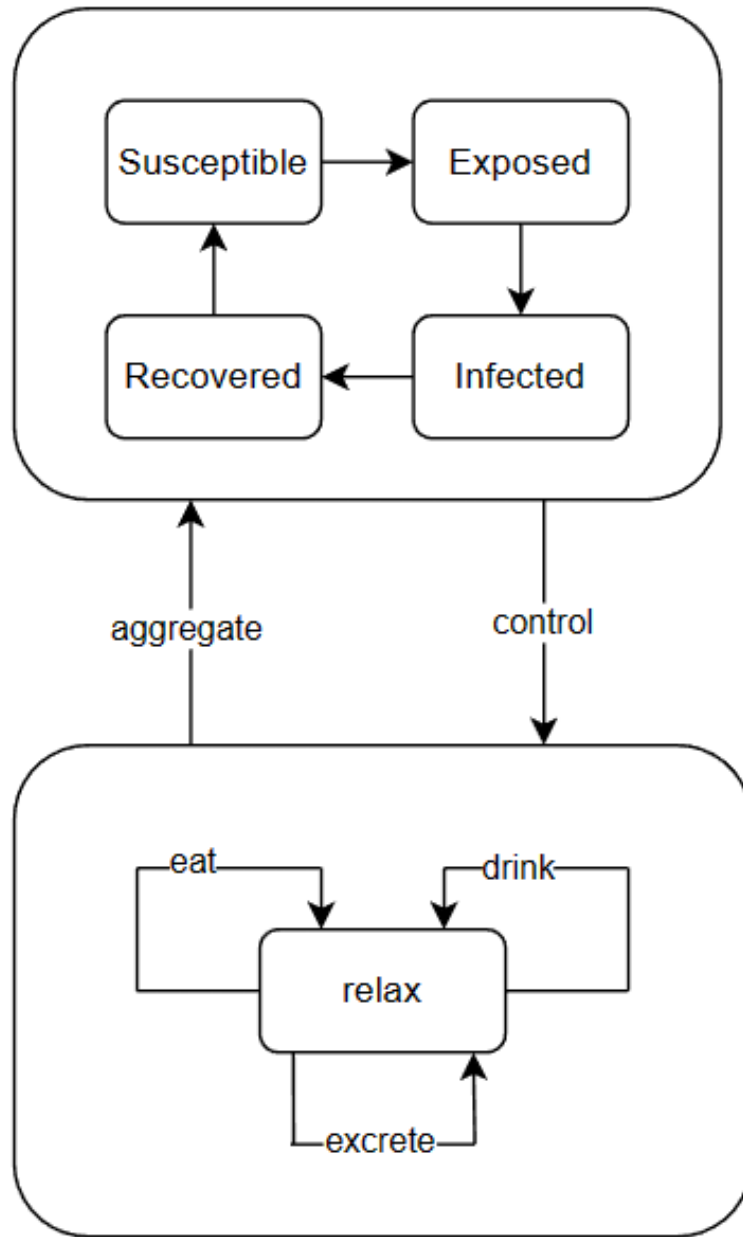 Susceptible
Exposed
Recovered
Infected
aggregate
control
eat
drink
relax
excrete